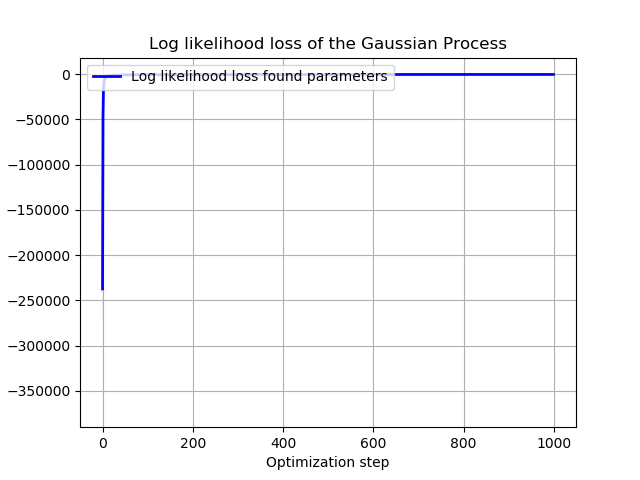 Log likelihood loss of the Gaussian Process
Log likelihood loss found parameters
0
−50000
−100000
−150000
−200000
−250000
−300000
−350000
0 200 400 600 800 1000
Optimization step